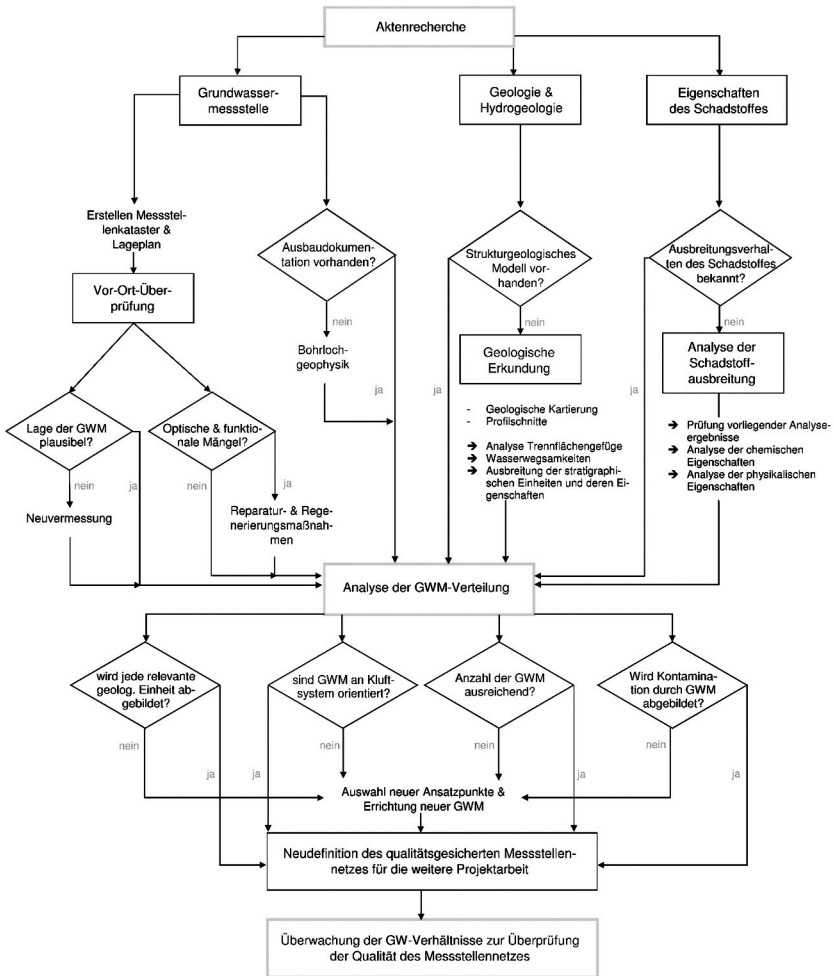 Aktenrecherche
Grundwasser-
messstelle
Geologie &
Hydrogeologie
Eigenschaften
des Schadstoffes
Erstellen Messstel-
lenkataster &
Lageplan
Ausbaudokumen-
tation vorhanden?
Strukturgeologisches
Modell vor-
handen?
Ausbreitungsverhal-
ten des Schadstoffes
bekannt?
Vor-Ort-Über-
prüfung
nein
nein
nein
Bohrloch-
geophysik
Geologische
Erkundung
Analyse der
Schadstoff-
ausbreitung
ja
ja
ja
Lage der GWM
plausibel?
Optische & funktio-
nale Mängel?
- Geologische Kartierung
- Profilschnitte
➔ Analyse Trennflächengefüge
➔ Wasserwegsamkeiten
➔ Ausbreitung der stratigraphi-
schen Einheiten und deren Ei-
genschaften
➔ Prüfung vorliegender Analyse-
ergebnisse
➔ Analyse der chemischen
Eigenschaften
➔ Analyse der physikalischen
Eigenschaften
nein
ja
nein
ja
Neuvermessung
Reparatur- & Rege-
nerierungsmaßnah-
men
Analyse der GWM-Verteilung
wird jede relevante
geolog. Einheit ab-
gebildet?
sind GWM an Kluft-
system orientiert?
Anzahl der GWM
ausreichend?
Wird Kontamina-
tion durch GWM
abgebildet?
nein
nein
nein
nein
ja
ja
ja
ja
Auswahl neuer Ansatzpunkte &
Errichtung neuer GWM
Neudefinition des qualitätsgesicherten Messstellen-
netzes für die weitere Projektarbeit
Überwachung der GW-Verhältnisse zur Überprüfung
der Qualität des Messstellennetzes